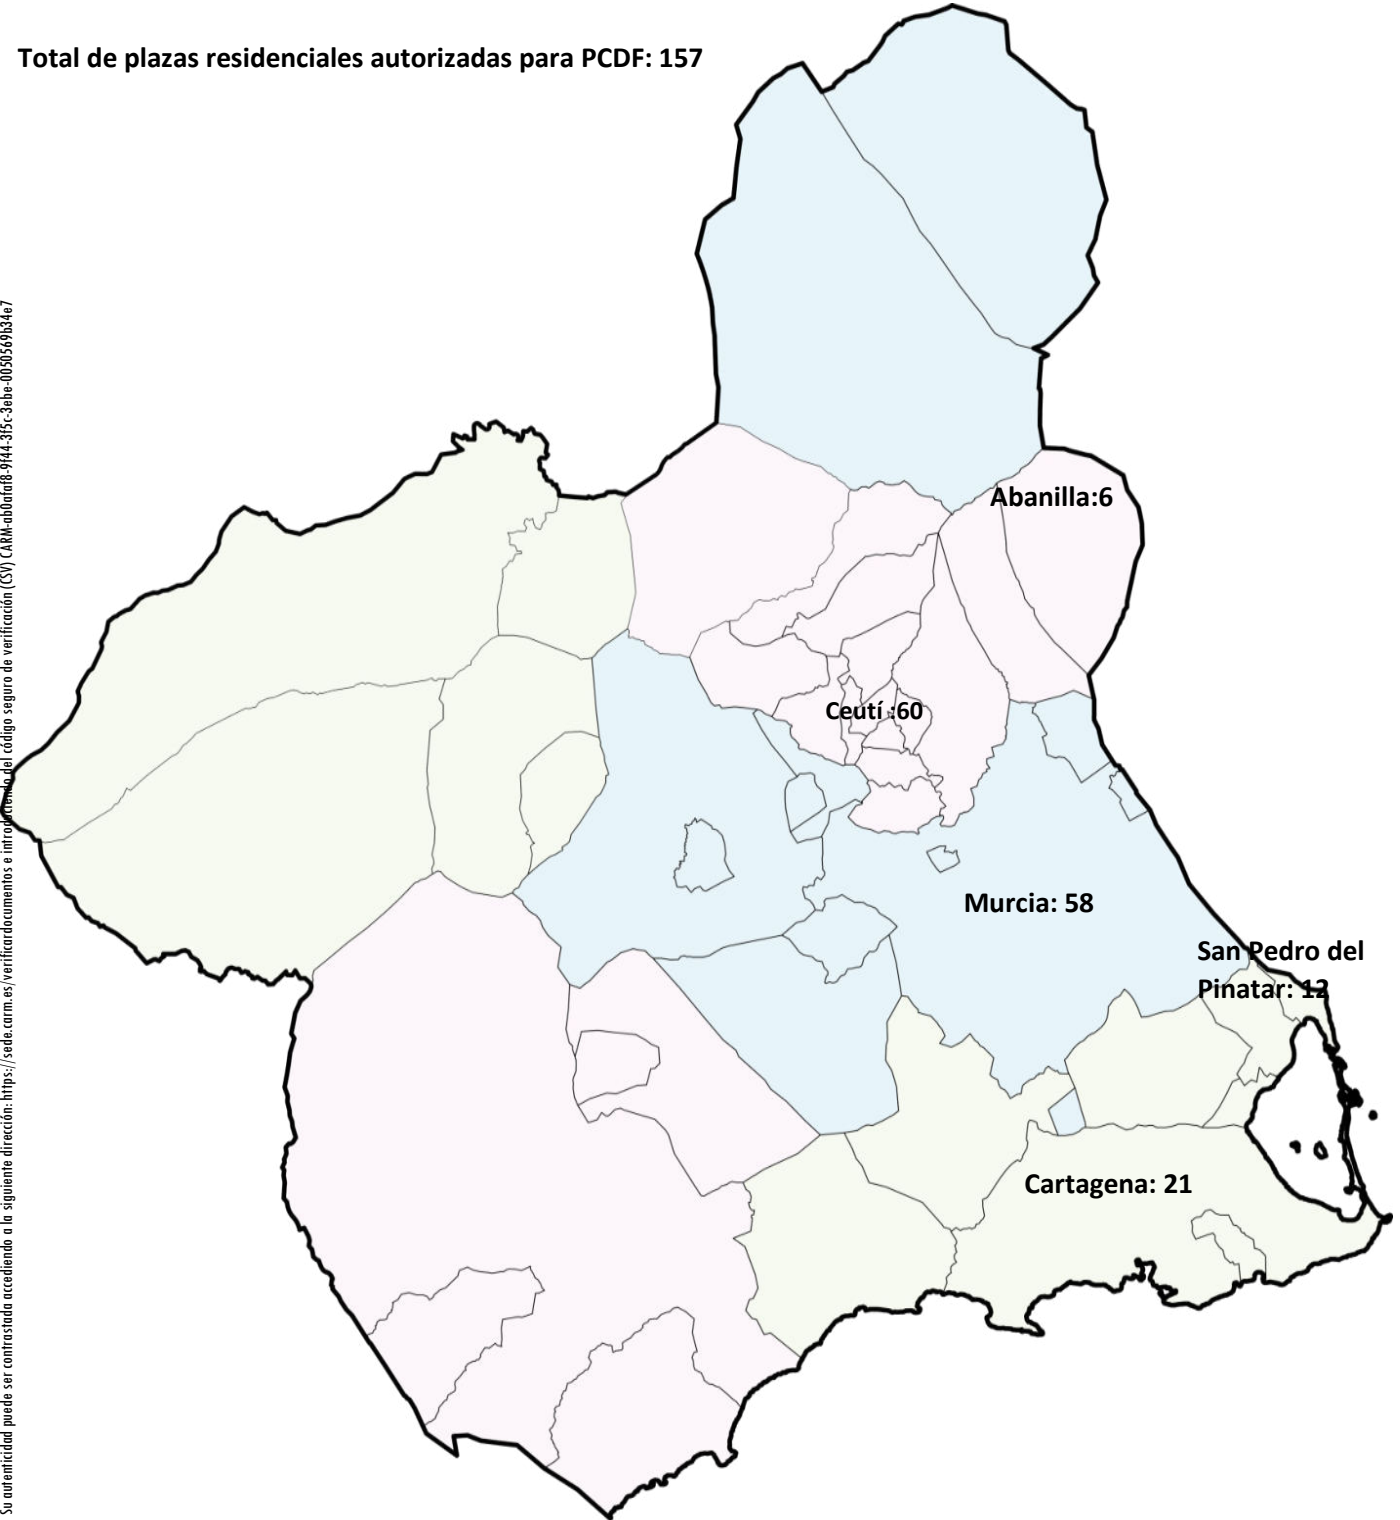 Total de plazas residenciales autorizadas para PCDF: 157
Abanilla:6
Ceutí :60
Murcia: 58
San Pedro del
Pinatar: 12
Cartagena: 21
Su autenticidad puede ser contrastada accediendo a la siguiente dirección: https://sede.carm.es/verificardocumentos e introduciendo del código seguro de verificación (CSV) CARM-ab0afaf8-9f44-3f5c-3ebe-0050569b34e7